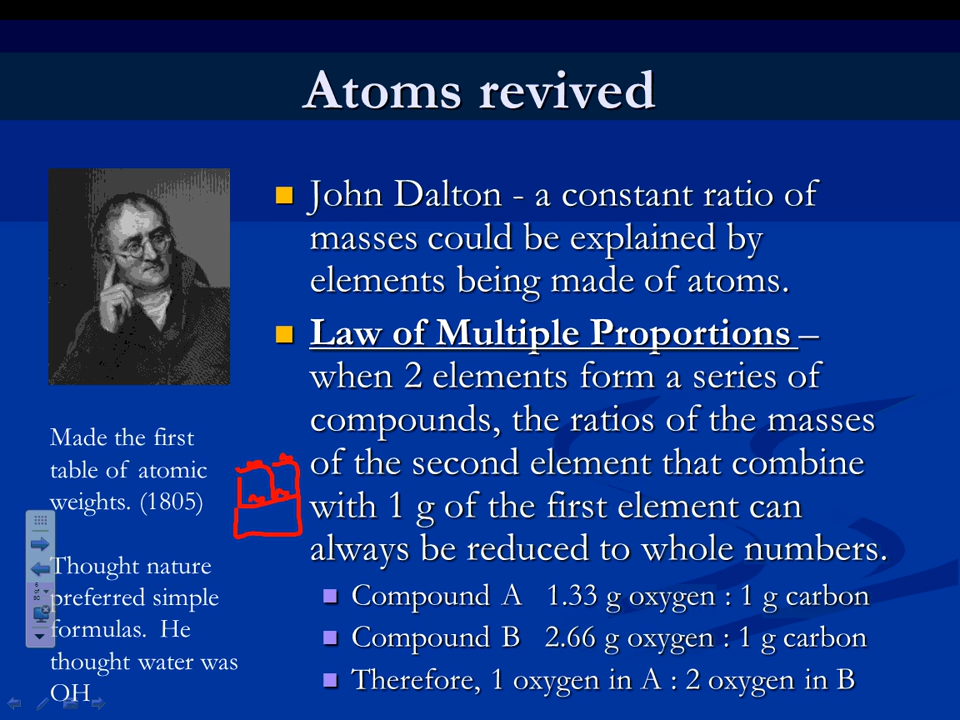 Atoms revived
John Dalton - a constant ratio of
masses could be explained by
elements being made of atoms.
Law of Multiple Proportions –
when 2 elements form a series of
compounds, the ratios of the masses
of the second element that combine
with 1 g of the first element can
always be reduced to whole numbers.
Compound A 1.33 g oxygen : 1 g carbon
Compound B 2.66 g oxygen : 1 g carbon
Therefore, 1 oxygen in A : 2 oxygen in B
Made the first
table of atomic
weights. (1805)
Thought nature
preferred simple
formulas. He
thought water was
OH